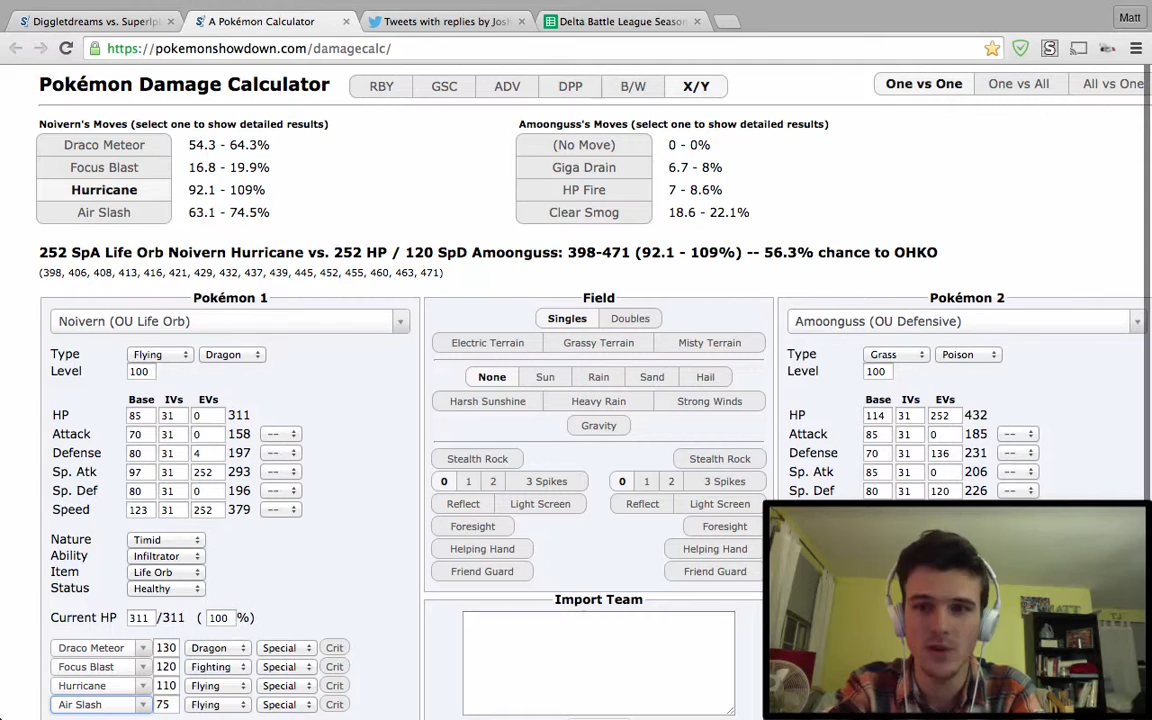 Diggletdreams vs. Superlpl
A Pokémon Calculator
Tweets with replies by Josh
Delta Battle League Season
Matt
https://pokemonshowdown.com/damagecalc/
Pokémon Damage Calculator RBY GSC ADV DPP B/W X/Y One vs One One vs All All vs One
Noivern's Moves (select one to show detailed results) Amoonguss's Moves (select one to show detailed results)
Draco Meteor 54.3 - 64.3% (No Move) 0 - 0%
Focus Blast 16.8 - 19.9% Giga Drain 6.7 - 8%
Hurricane 92.1 - 109% HP Fire 7 - 8.6%
Air Slash 63.1 - 74.5% Clear Smog 18.6 - 22.1%
252 SpA Life Orb Noivern Hurricane vs. 252 HP / 120 SpD Amoonguss: 398-471 (92.1 - 109%) -- 56.3% chance to OHKO
(398, 406, 408, 413, 416, 421, 429, 432, 437, 439, 445, 452, 455, 460, 463, 471)
Pokémon 1
Noivern (OU Life Orb)
Type Flying Dragon
Level 100
Base IVs EVs
HP 85 31 0 311
Attack 70 31 0 158 --
Defense 80 31 4 197 --
Sp. Atk 97 31 252 293 --
Sp. Def 80 31 0 196 --
Speed 123 31 252 379 --
Nature Timid
Ability Infiltrator
Item Life Orb
Status Healthy
Current HP 311 /311 ( 100 %)
Draco Meteor 130 Dragon Special Crit
Focus Blast 120 Fighting Special Crit
Hurricane 110 Flying Special Crit
Air Slash 75 Flying Special Crit
Field
Singles Doubles
Electric Terrain Grassy Terrain Misty Terrain
None Sun Rain Sand Hail
Harsh Sunshine Heavy Rain Strong Winds
Gravity
Stealth Rock Stealth Rock
0 1 2 3 Spikes 0 1 2 3 Spikes
Reflect Light Screen Reflect Light Screen
Foresight Foresight
Helping Hand Helping Hand
Friend Guard Friend Guard
Import Team
Pokémon 2
Amoonguss (OU Defensive)
Type Grass Poison
Level 100
Base IVs EVs
HP 114 31 252 432
Attack 85 31 0 185 --
Defense 70 31 136 231 --
Sp. Atk 85 31 0 206 --
Sp. Def 80 31 120 226 --